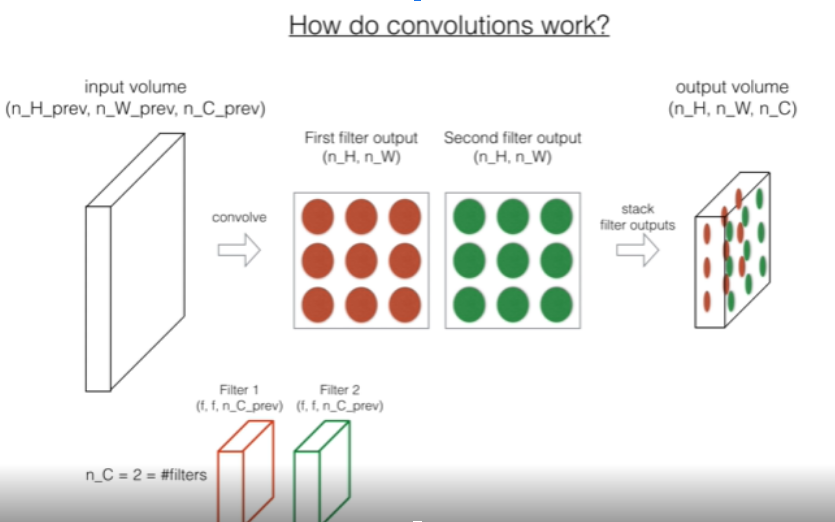 How do convolutions work?
input volume
(n_H_prev, n_W_prev, n_C_prev)
output volume
(n_H, n_W, n_C)
First filter output
(n_H, n_W)
Second filter output
(n_H, n_W)
convolve
stack
filter outputs
Filter 1
(f, f, n_C_prev)
Filter 2
(f, f, n_C_prev)
n_C = 2 = #filters